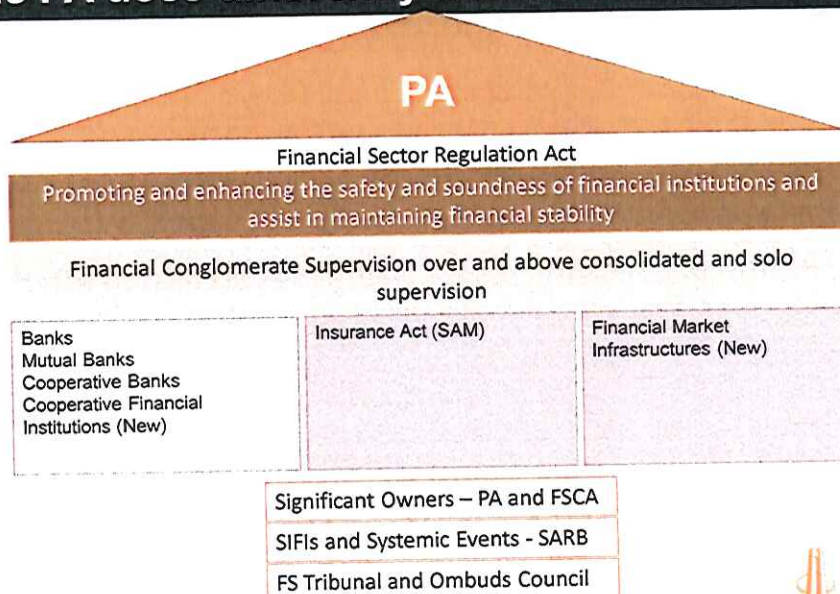 PA
Financial Sector Regulation Act
Promoting and enhancing the safety and soundness of financial institutions and
assist in maintaining financial stability
Financial Conglomerate Supervision over and above consolidated and solo
supervision
Banks
Mutual Banks
Cooperative Banks
Cooperative Financial
Institutions (New)
Insurance Act (SAM)
Financial Market
Infrastructures (New)
Significant Owners – PA and FSCA
SIFIs and Systemic Events - SARB
FS Tribunal and Ombuds Council